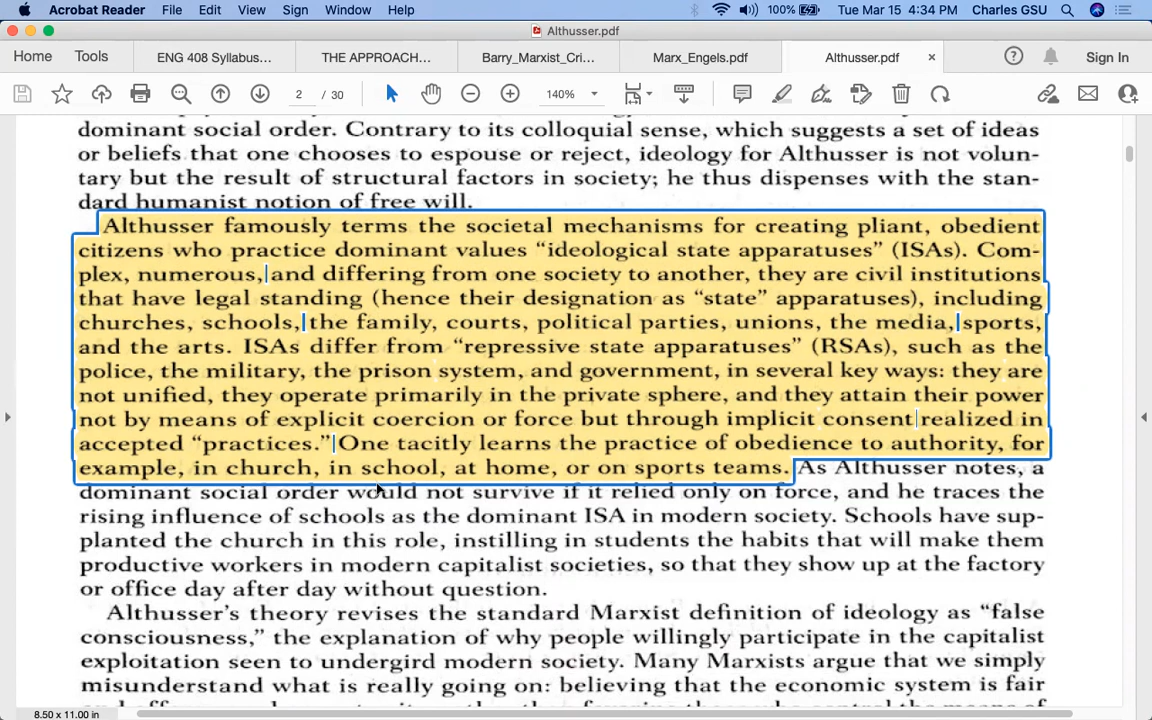 Acrobat Reader File Edit View Sign Window Help 100% Tue Mar 15 4:34 PM Charles GSU
Althusser.pdf
Home Tools ENG 408 Syllabus... THE APPROACH... Barry_Marxist_Cri... Marx_Engels.pdf Althusser.pdf × ? Sign In
2 / 30 140%
dominant social order. Contrary to its colloquial sense, which suggests a set of ideas
or beliefs that one chooses to espouse or reject, ideology for Althusser is not volun-
tary but the result of structural factors in society; he thus dispenses with the stan-
dard humanist notion of free will.
Althusser famously terms the societal mechanisms for creating pliant, obedient
citizens who practice dominant values “ideological state apparatuses” (ISAs). Com-
plex, numerous, and differing from one society to another, they are civil institutions
that have legal standing (hence their designation as “state” apparatuses), including
churches, schools, the family, courts, political parties, unions, the media, sports,
and the arts. ISAs differ from “repressive state apparatuses” (RSAs), such as the
police, the military, the prison system, and government, in several key ways: they are
not unified, they operate primarily in the private sphere, and they attain their power
not by means of explicit coercion or force but through implicit consent realized in
accepted “practices.” One tacitly learns the practice of obedience to authority, for
example, in church, in school, at home, or on sports teams. As Althusser notes, a
dominant social order would not survive if it relied only on force, and he traces the
rising influence of schools as the dominant ISA in modern society. Schools have sup-
planted the church in this role, instilling in students the habits that will make them
productive workers in modern capitalist societies, so that they show up at the factory
or office day after day without question.
Althusser’s theory revises the standard Marxist definition of ideology as “false
consciousness,” the explanation of why people willingly participate in the capitalist
exploitation seen to undergird modern society. Many Marxists argue that we simply
misunderstand what is really going on: believing that the economic system is fair
8.50 x 11.00 in